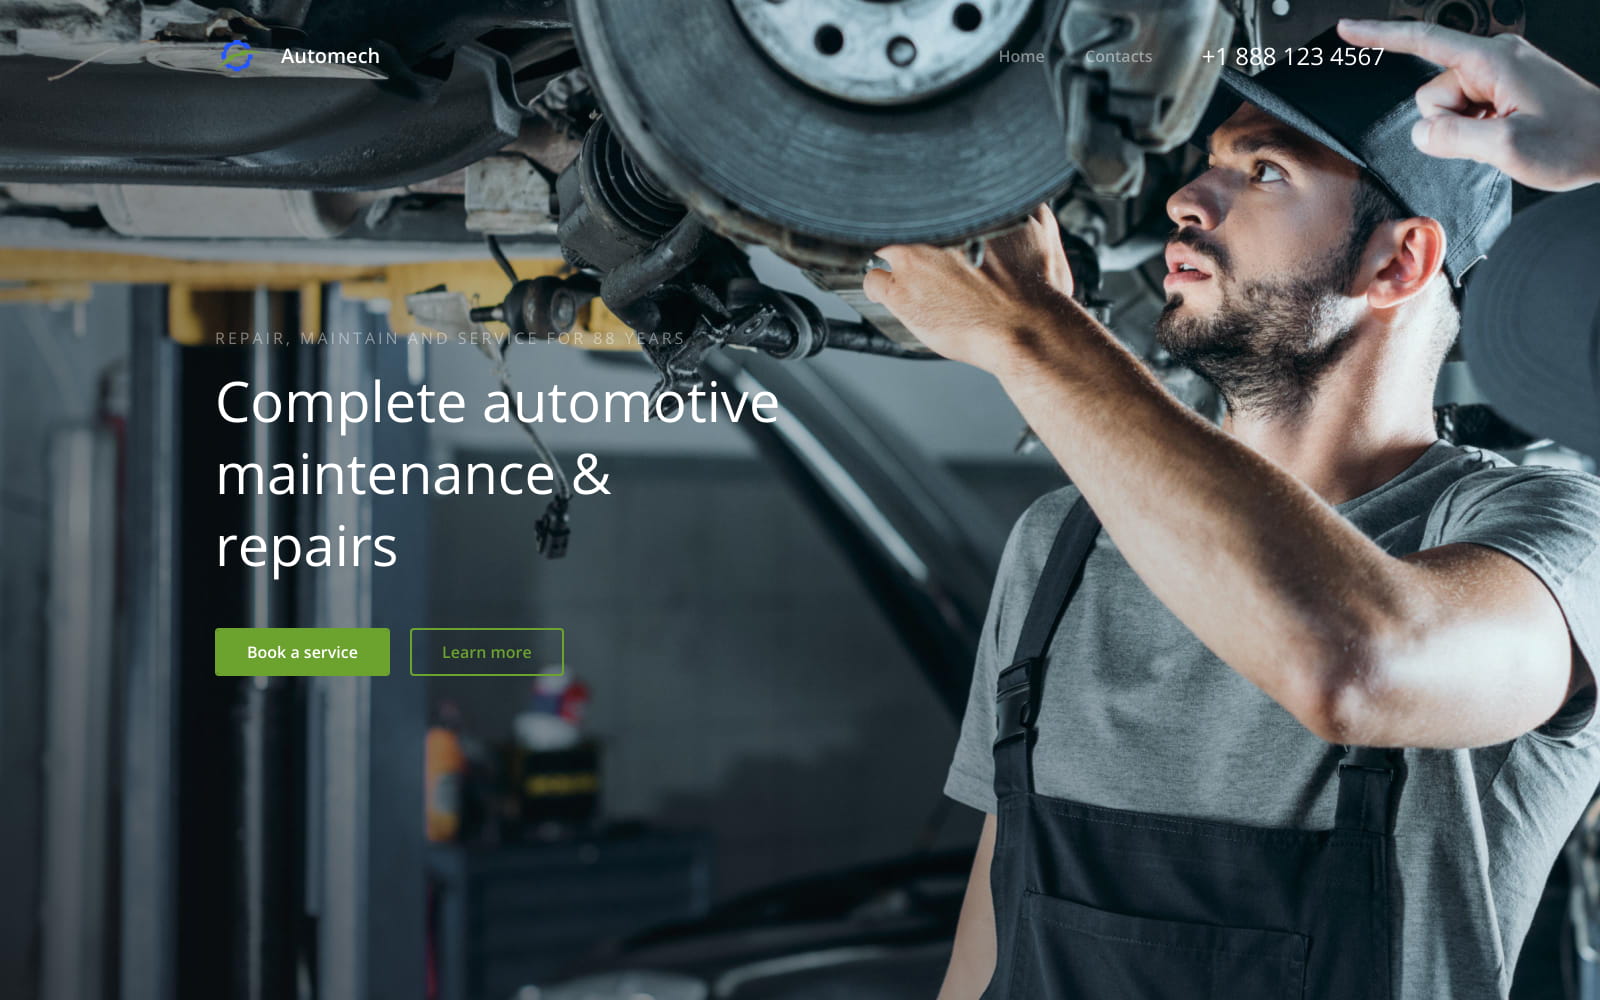 Automech
Home
Contacts
+1 888 123 4567
REPAIR, MAINTAIN AND SERVICE FOR 88 YEARS
Complete automotive
maintenance &
repairs
Book a service
Learn more